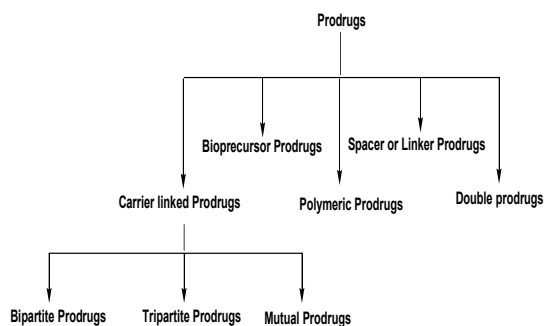 Prodrugs
Bioprecursor Prodrugs
Spacer or Linker Prodrugs
Carrier linked Prodrugs
Polymeric Prodrugs
Double prodrugs
Bipartite Prodrugs
Tripartite Prodrugs
Mutual Prodrugs